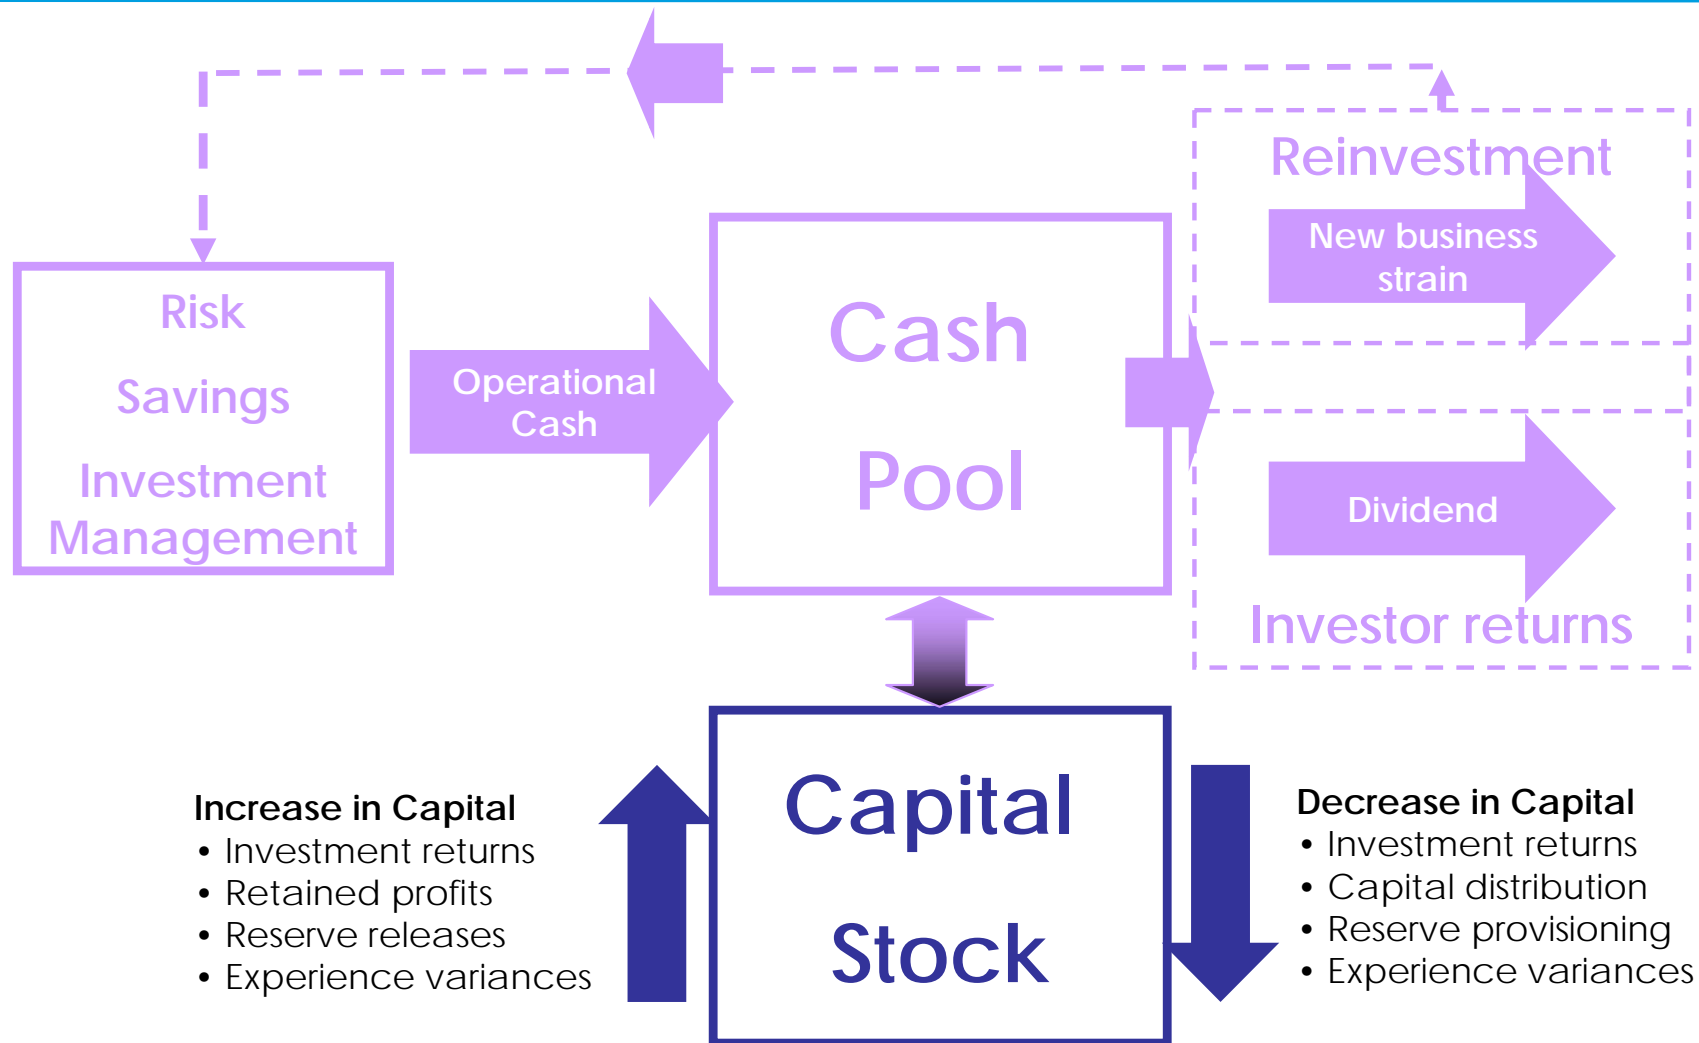 Reinvestment
New business
strain
Risk
Savings
Investment
Management
Operational
Cash
Cash
Pool
Dividend
Investor returns
Capital
Stock
Increase in Capital
• Investment returns
• Retained profits
• Reserve releases
• Experience variances
Decrease in Capital
• Investment returns
• Capital distribution
• Reserve provisioning
• Experience variances